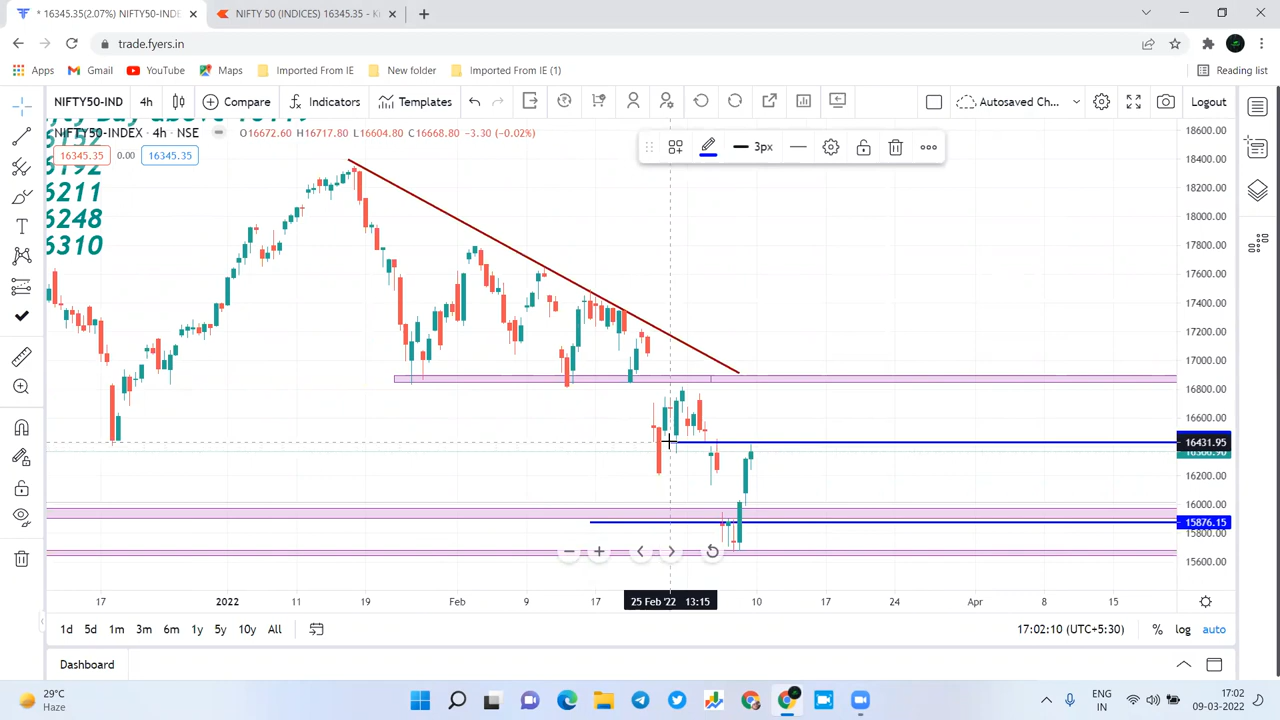 * 16345.35(2.07%) NIFTY50-INDE
NIFTY 50 (INDICES) 16345.35 - Ki
trade.fyers.in
Apps
Gmail
YouTube
Maps
Imported From IE
New folder
Imported From IE (1)
Reading list
NIFTY50-IND
4h
Compare
Indicators
Templates
Autosaved Ch...
Logout
NIFTY50-INDEX · 4h · NSE
O16672.60 H16717.80 L16604.80 C16668.80 −3.30 (−0.02%)
16345.35
0.00
16345.35
3px
6192
6211
6248
6310
18600.00
18400.00
18200.00
18000.00
17800.00
17600.00
17400.00
17200.00
17000.00
16800.00
16600.00
16431.95
16200.00
16000.00
15876.15
15800.00
15600.00
17
2022
11
19
Feb
9
17
25 Feb '22 13:15
10
17
24
Apr
8
15
1d
5d
1m
3m
6m
1y
5y
10y
All
17:02:10 (UTC+5:30)
%
log
auto
Dashboard
29°C
Haze
ENG
IN
17:02
09-03-2022